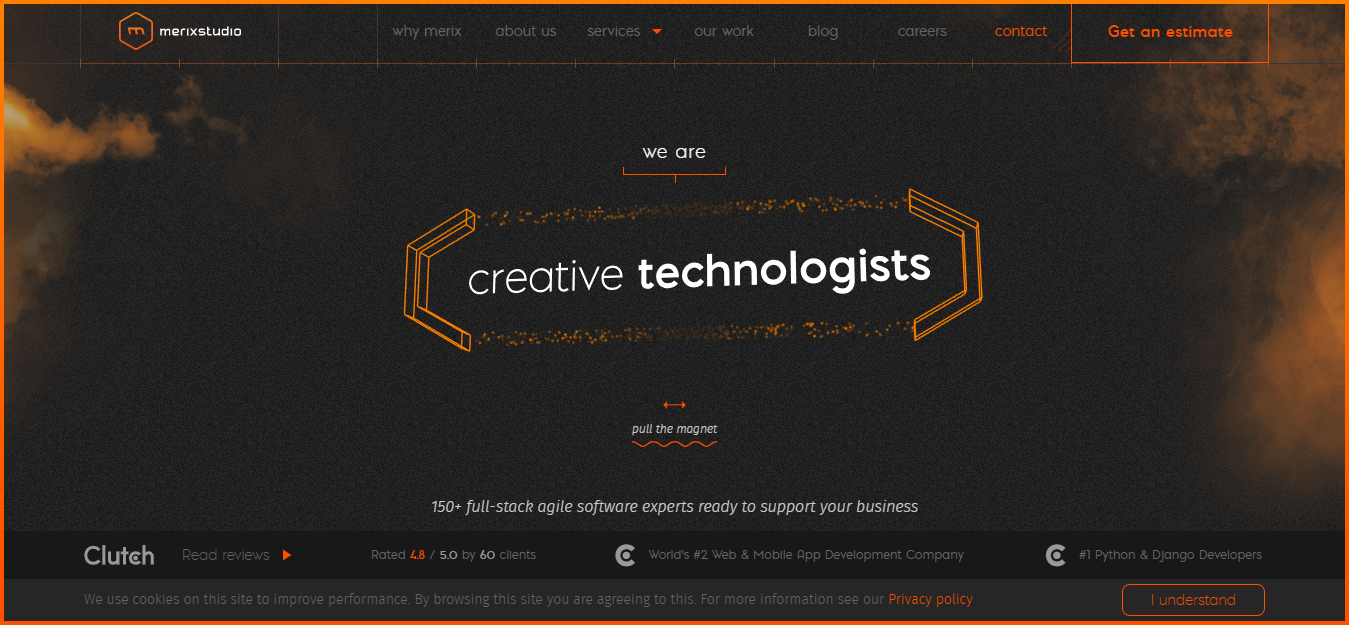 merixstudio
why merix
about us
services
our work
blog
careers
contact
Get an estimate
we are
creative technologists
pull the magnet
150+ full-stack agile software experts ready to support your business
Clutch
Read reviews
Rated 4.8 / 5.0 by 60 clients
World's #2 Web & Mobile App Development Company
#1 Python & Django Developers
We use cookies on this site to improve performance. By browsing this site you are agreeing to this. For more information see our Privacy policy
I understand